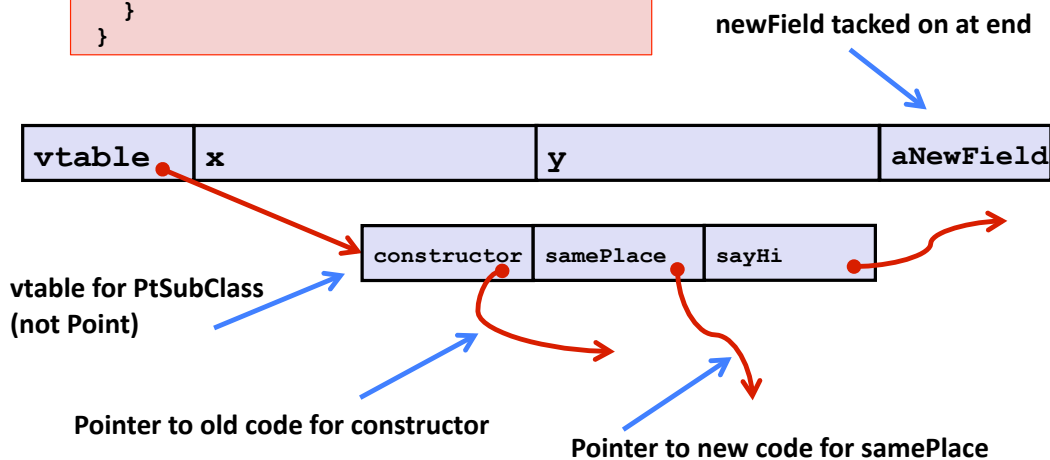 }
}
newField tacked on at end
vtable x y aNewField
constructor samePlace sayHi
vtable for PtSubClass
(not Point)
Pointer to old code for constructor
Pointer to new code for samePlace